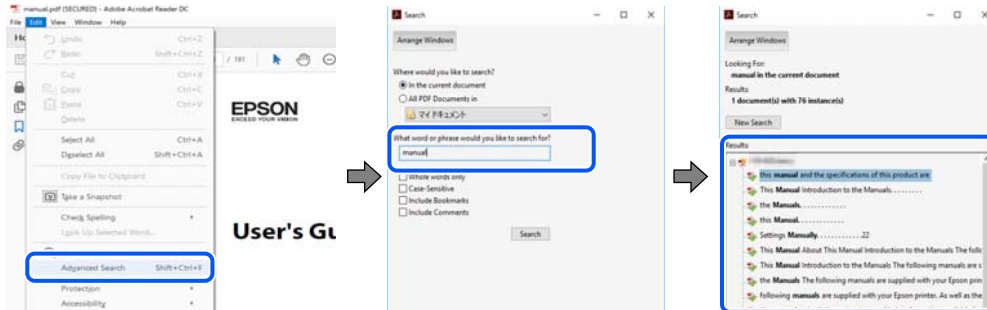 manual.pdf (SECURED) - Adobe Acrobat Reader DC
File Edit View Window Help
Undo Ctrl+Z
Shift+Ctrl+Z
Cut Ctrl+X
Copy Ctrl+C
Paste Ctrl+V
Delete
Select All Ctrl+A
Deselect All Shift+Ctrl+A
Copy File to Clipboard
Take a Snapshot
Check Spelling
Look Up Selected Word...
Advanced Search Shift+Ctrl+F
Protection
Accessibility
/ 181
EPSON
EXCEED YOUR VISION
User's Gu
Search
Arrange Windows
Where would you like to search?
In the current document
All PDF Documents in
マイドキュメント
What word or phrase would you like to search for?
manual
Whole words only
Case-Sensitive
Include Bookmarks
Include Comments
Search
Search
Arrange Windows
Looking For:
manual in the current document
Results:
1 document(s) with 76 instance(s)
New Search
Results:
this manual and the specifications of this product are
This Manual Introduction to the Manuals.........
the Manuals.............
this Manual.............
Settings Manually............22
This Manual About This Manual Introduction to the Manuals The follo
This Manual Introduction to the Manuals The following manuals are s
the Manuals The following manuals are supplied with your Epson prin
following manuals are supplied with your Epson printer. As well as the